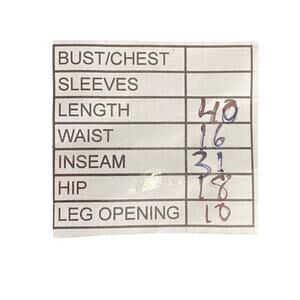 BUST/CHEST
SLEEVES
LENGTH 40
WAIST 16
INSEAM 31
HIP 18
LEG OPENING 10